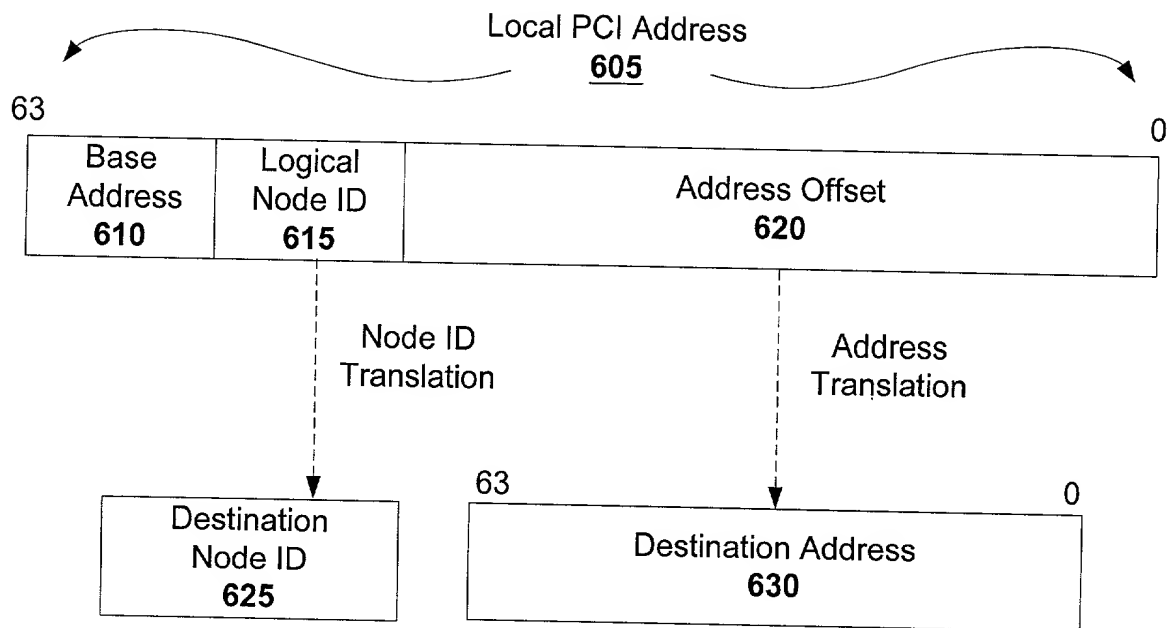 Local PCI Address
605
63
0
Base
Address
610
Logical
Node ID
615
Address Offset
620
Node ID
Translation
Address
Translation
63
0
Destination
Node ID
625
Destination Address
630